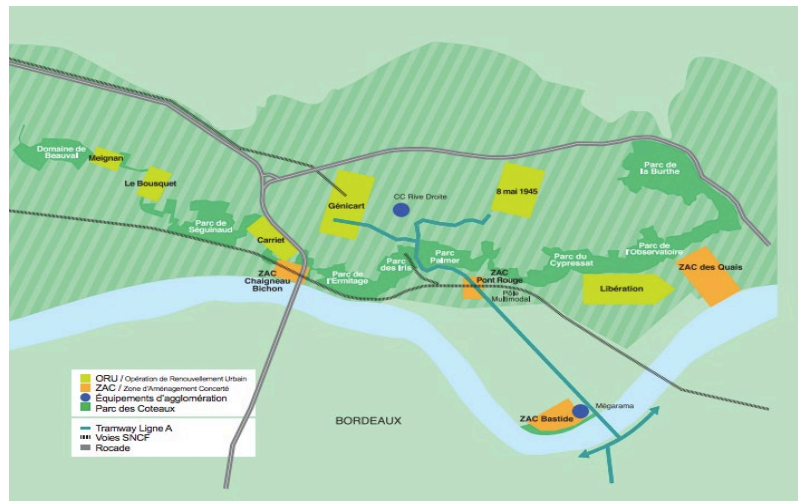 Domaine de
Beauval
Meignan
Le Bousquet
Parc de
Séguinaud
Carriet
ZAC
Chaigneau
Bichon
Génicart
CC Rive Droite
8 mai 1945
Parc de
la Burthe
Parc de
l'Ermitage
Parc
des Iris
Parc
Palmer
ZAC
Pont Rouge
Pôle
Multimodal
Parc du
Cypressat
Parc de
l'Observatoire
Libération
ZAC des Quais
ORU / Opération de Renouvellement Urbain
ZAC / Zone d'Aménagement Concerté
Équipements d'agglomération
Parc des Coteaux
Tramway Ligne A
Voies SNCF
Rocade
BORDEAUX
ZAC Bastide
Mégarama